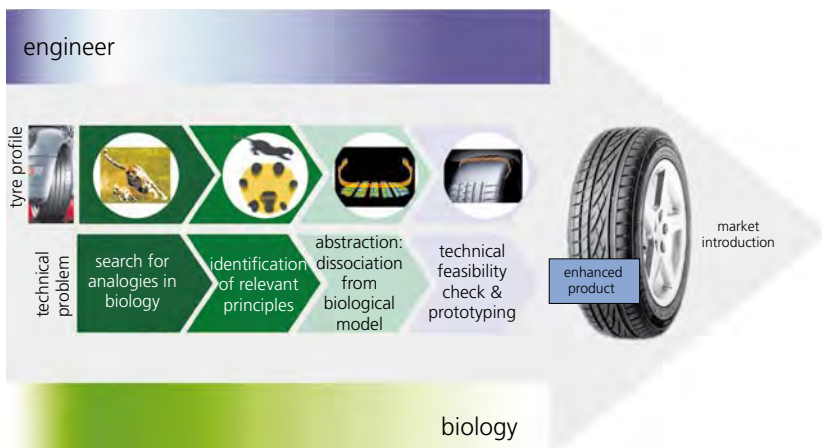 engineer
tyre profile
technical
problem
search for
analogies in
biology
identification
of relevant
principles
abstraction:
dissociation
from
biological
model
technical
feasibility
check &
prototyping
enhanced
product
market
introduction
biology